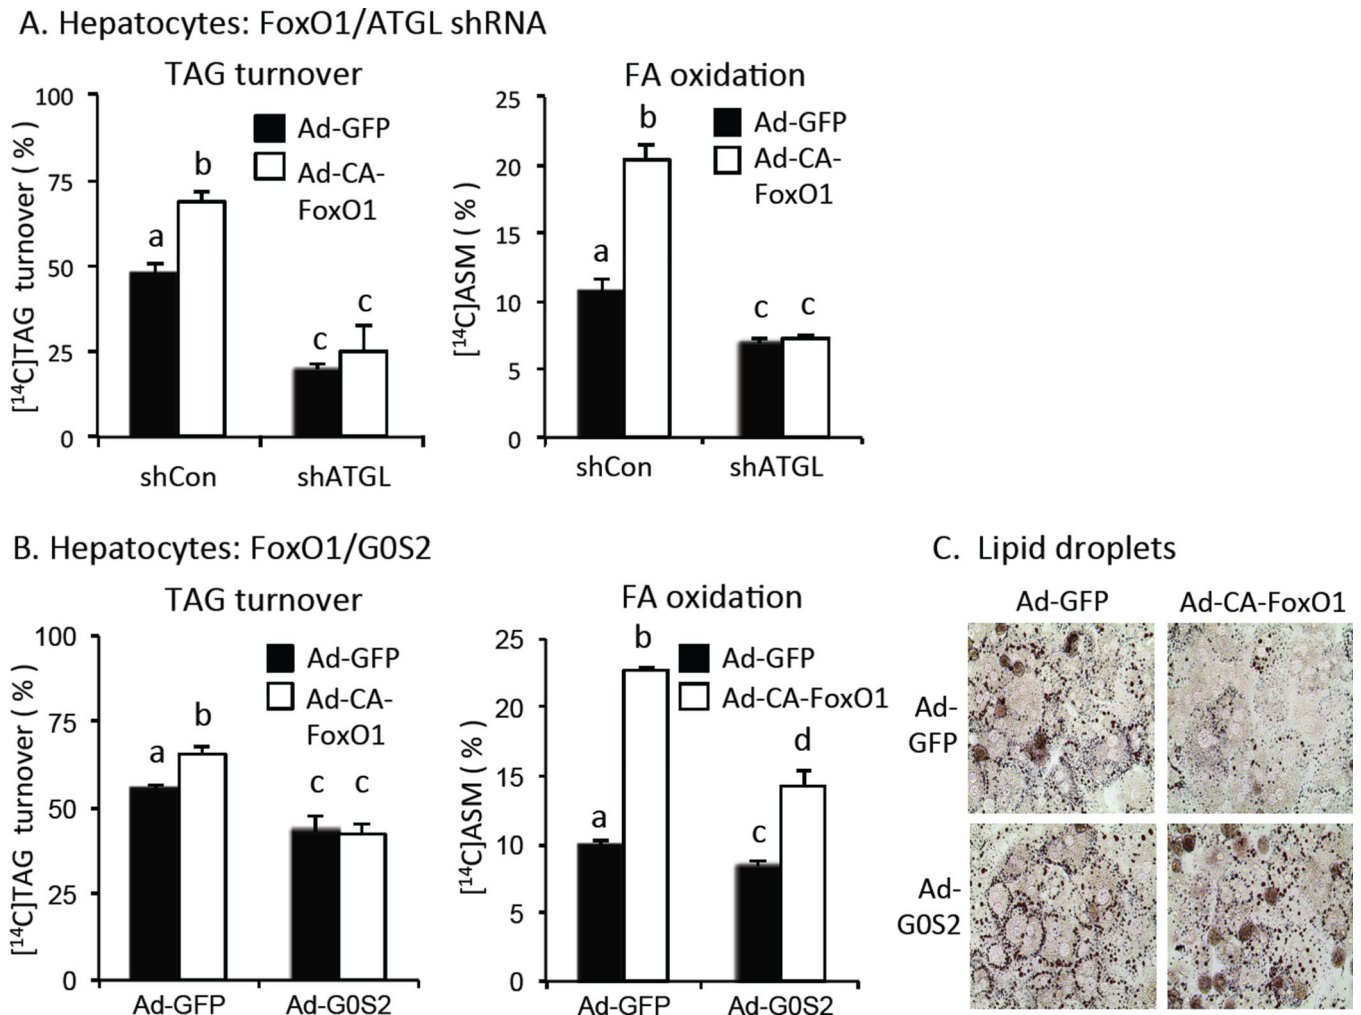 A. Hepatocytes: FoxO1/ATGL shRNA
TAG turnover
[¹⁴C]TAG turnover ( % )
100
75
50
25
0
Ad-GFP
Ad-CA-
FoxO1
a
b
c
c
shCon
shATGL
FA oxidation
[¹⁴C]ASM ( % )
25
20
15
10
5
0
Ad-GFP
Ad-CA-
FoxO1
a
b
c
c
shCon
shATGL
B. Hepatocytes: FoxO1/G0S2
TAG turnover
[¹⁴C]TAG turnover ( % )
100
75
50
25
0
Ad-GFP
Ad-CA-
FoxO1
a
b
c
c
Ad-GFP
Ad-G0S2
FA oxidation
[¹⁴C]ASM ( % )
25
20
15
10
5
0
Ad-GFP
Ad-CA-FoxO1
a
b
c
d
Ad-GFP
Ad-G0S2
C. Lipid droplets
Ad-GFP
Ad-CA-FoxO1
Ad-
GFP
Ad-
G0S2